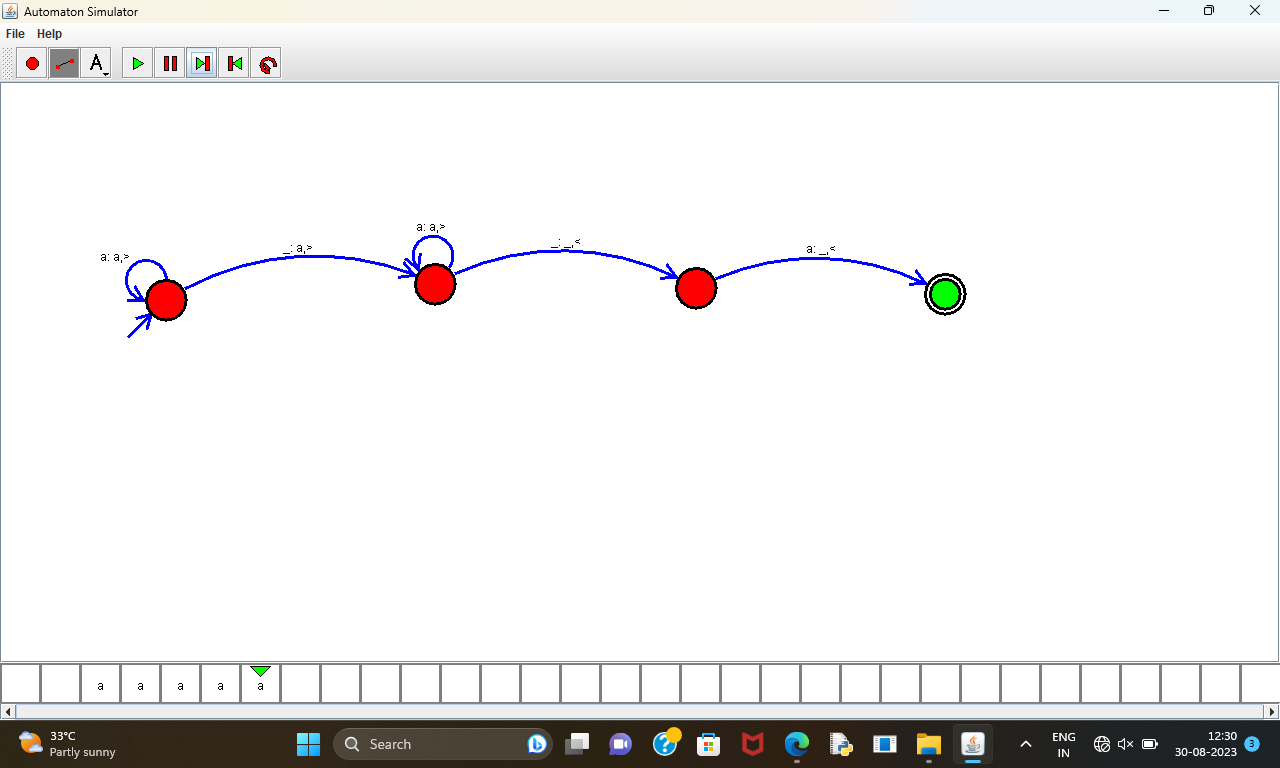 Automaton Simulator
File Help
A
a: a,>
_: a,>
a: a,>
_: _,<
a: _,<
a a a a a
33°C
Partly sunny
Search
ENG
IN
12:30
30-08-2023
3